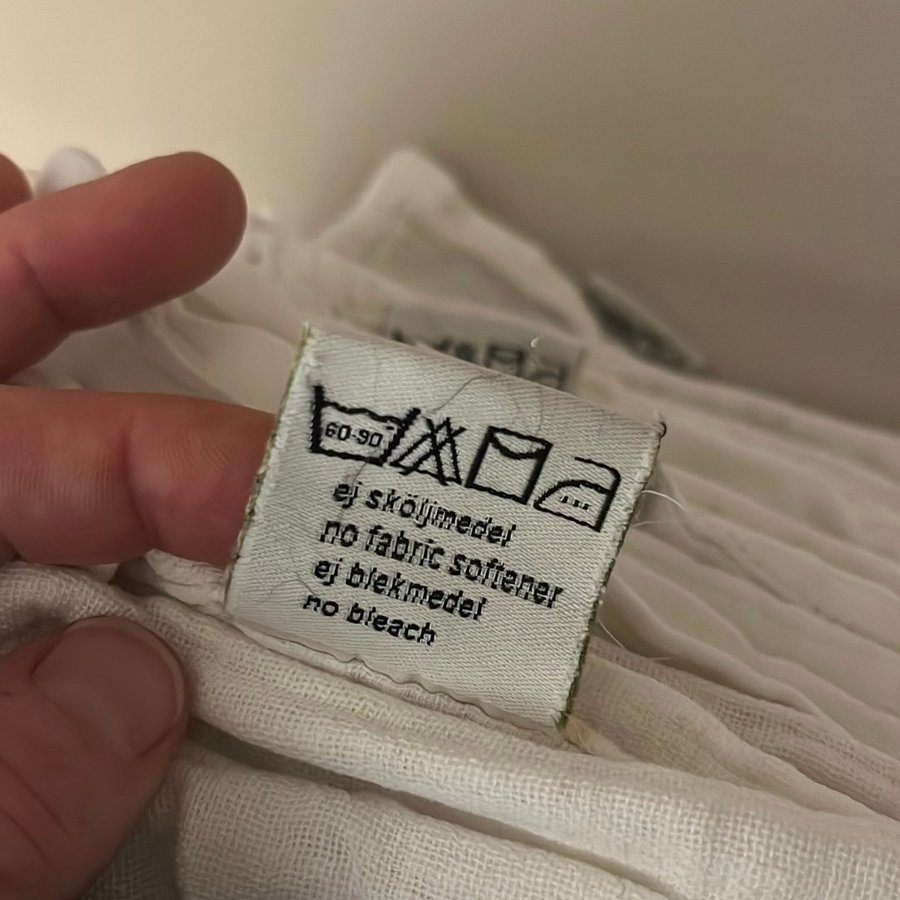 60-90
ej sköljmedel
no fabric softener
ej blekmedel
no bleach